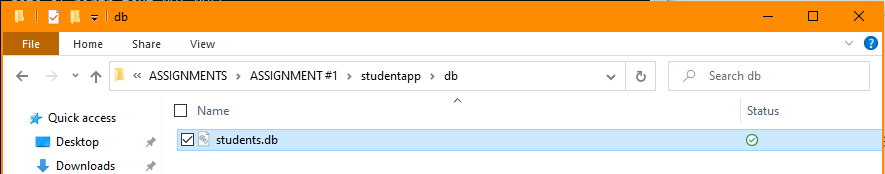 db
File Home Share View
ASSIGNMENTS ASSIGNMENT #1 studentapp db Search db
Name Status
Quick access
students.db
Desktop
Downloads